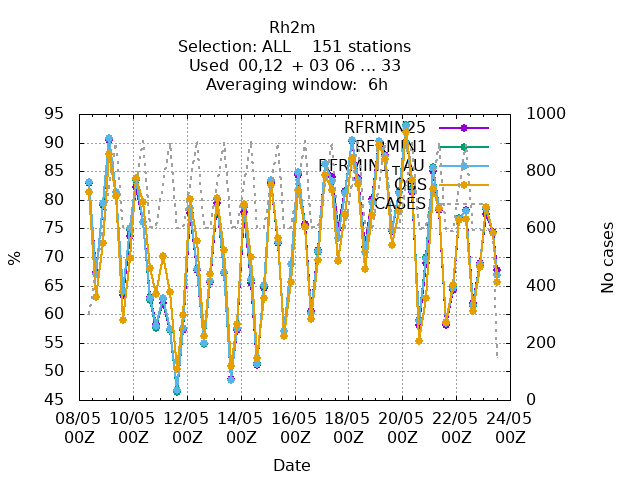 Rh2m
Selection: ALL    151 stations
Used  00,12  + 03 06 ... 33
Averaging window:  6h
RFRMIN25
RFRMIN1
OBS
CASES
%
95
90
85
80
75
70
65
60
55
50
45
1000
800
600
400
200
0
No cases
08/05 10/05 12/05 14/05 16/05 18/05 20/05 22/05 24/05
00Z 00Z 00Z 00Z 00Z 00Z 00Z 00Z 00Z
Date